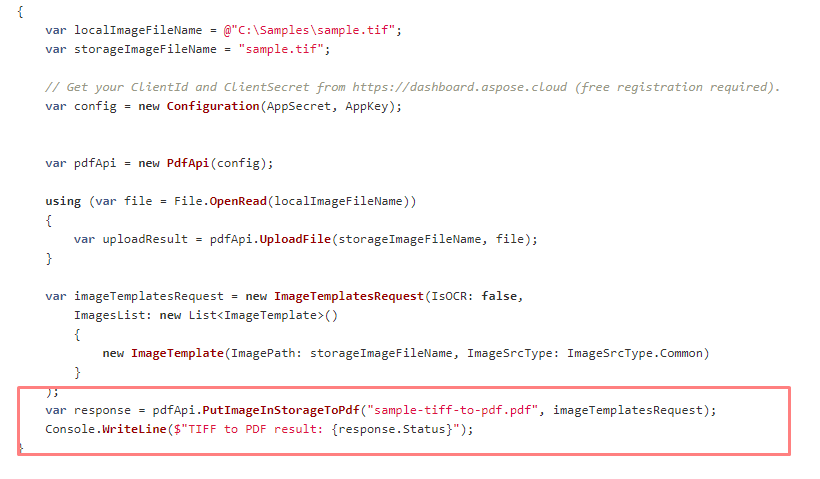 {
    var localImageFileName = @"C:\Samples\sample.tif";
    var storageImageFileName = "sample.tif";
    // Get your ClientId and ClientSecret from https://dashboard.aspose.cloud (free registration required).
    var config = new Configuration(AppSecret, AppKey);
    var pdfApi = new PdfApi(config);
    using (var file = File.OpenRead(localImageFileName))
    {
        var uploadResult = pdfApi.UploadFile(storageImageFileName, file);
    }
    var imageTemplatesRequest = new ImageTemplatesRequest(IsOCR: false,
        ImagesList: new List<ImageTemplate>()
        {
            new ImageTemplate(ImagePath: storageImageFileName, ImageSrcType: ImageSrcType.Common)
        }
    );
    var response = pdfApi.PutImageInStorageToPdf("sample-tiff-to-pdf.pdf", imageTemplatesRequest);
    Console.WriteLine($"TIFF to PDF result: {response.Status}");
}